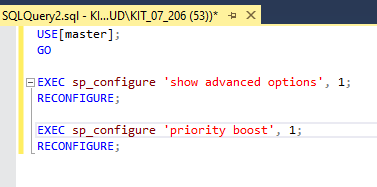 SQLQuery2.sql - KI...UD\KIT_07_206 (53))*
USE[master];
GO
EXEC sp_configure 'show advanced options', 1;
RECONFIGURE;
EXEC sp_configure 'priority boost', 1;
RECONFIGURE;